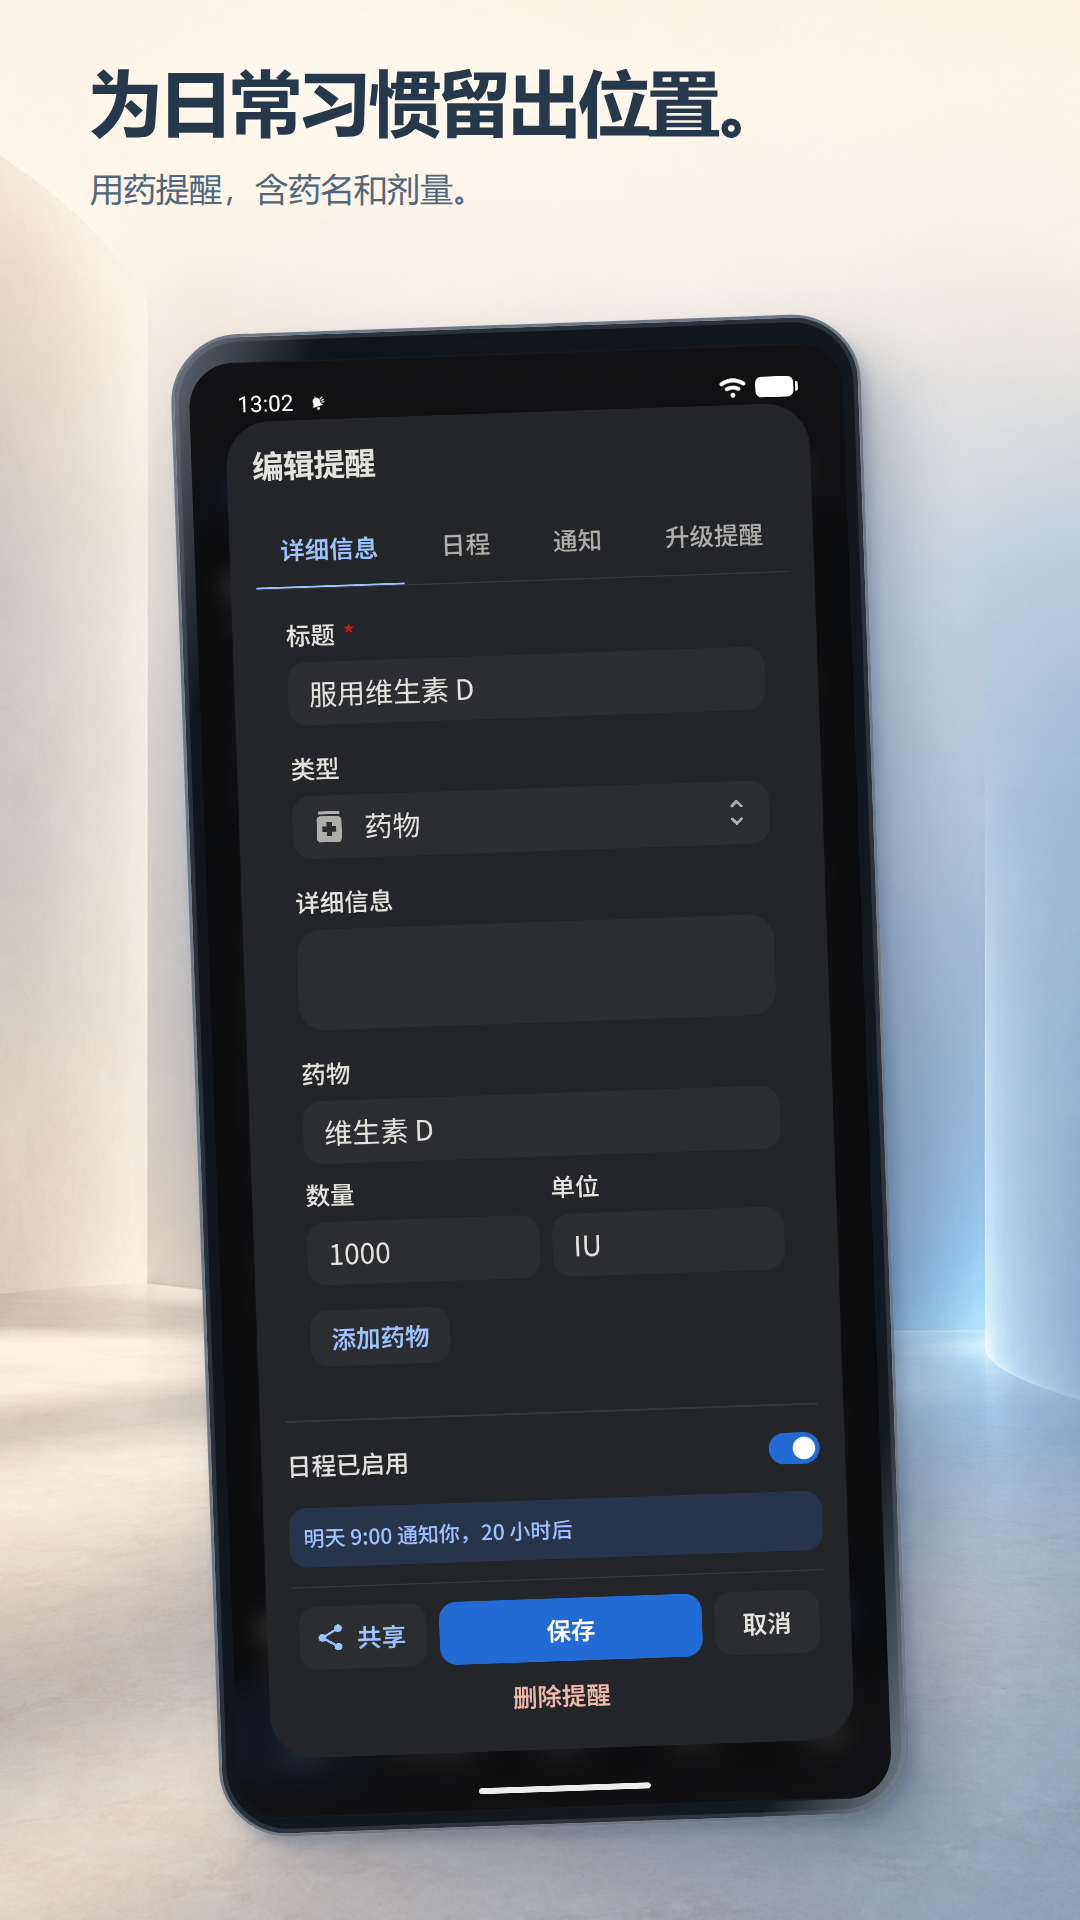 为日常习惯留出位置。
用药提醒，含药名和剂量。
13:02
编辑提醒
详细信息 日程 通知 升级提醒
标题 *
服用维生素 D
类型
药物
详细信息
药物
维生素 D
数量 单位
1000 IU
添加药物
日程已启用
明天 9:00 通知你，20 小时后
共享 保存 取消
删除提醒